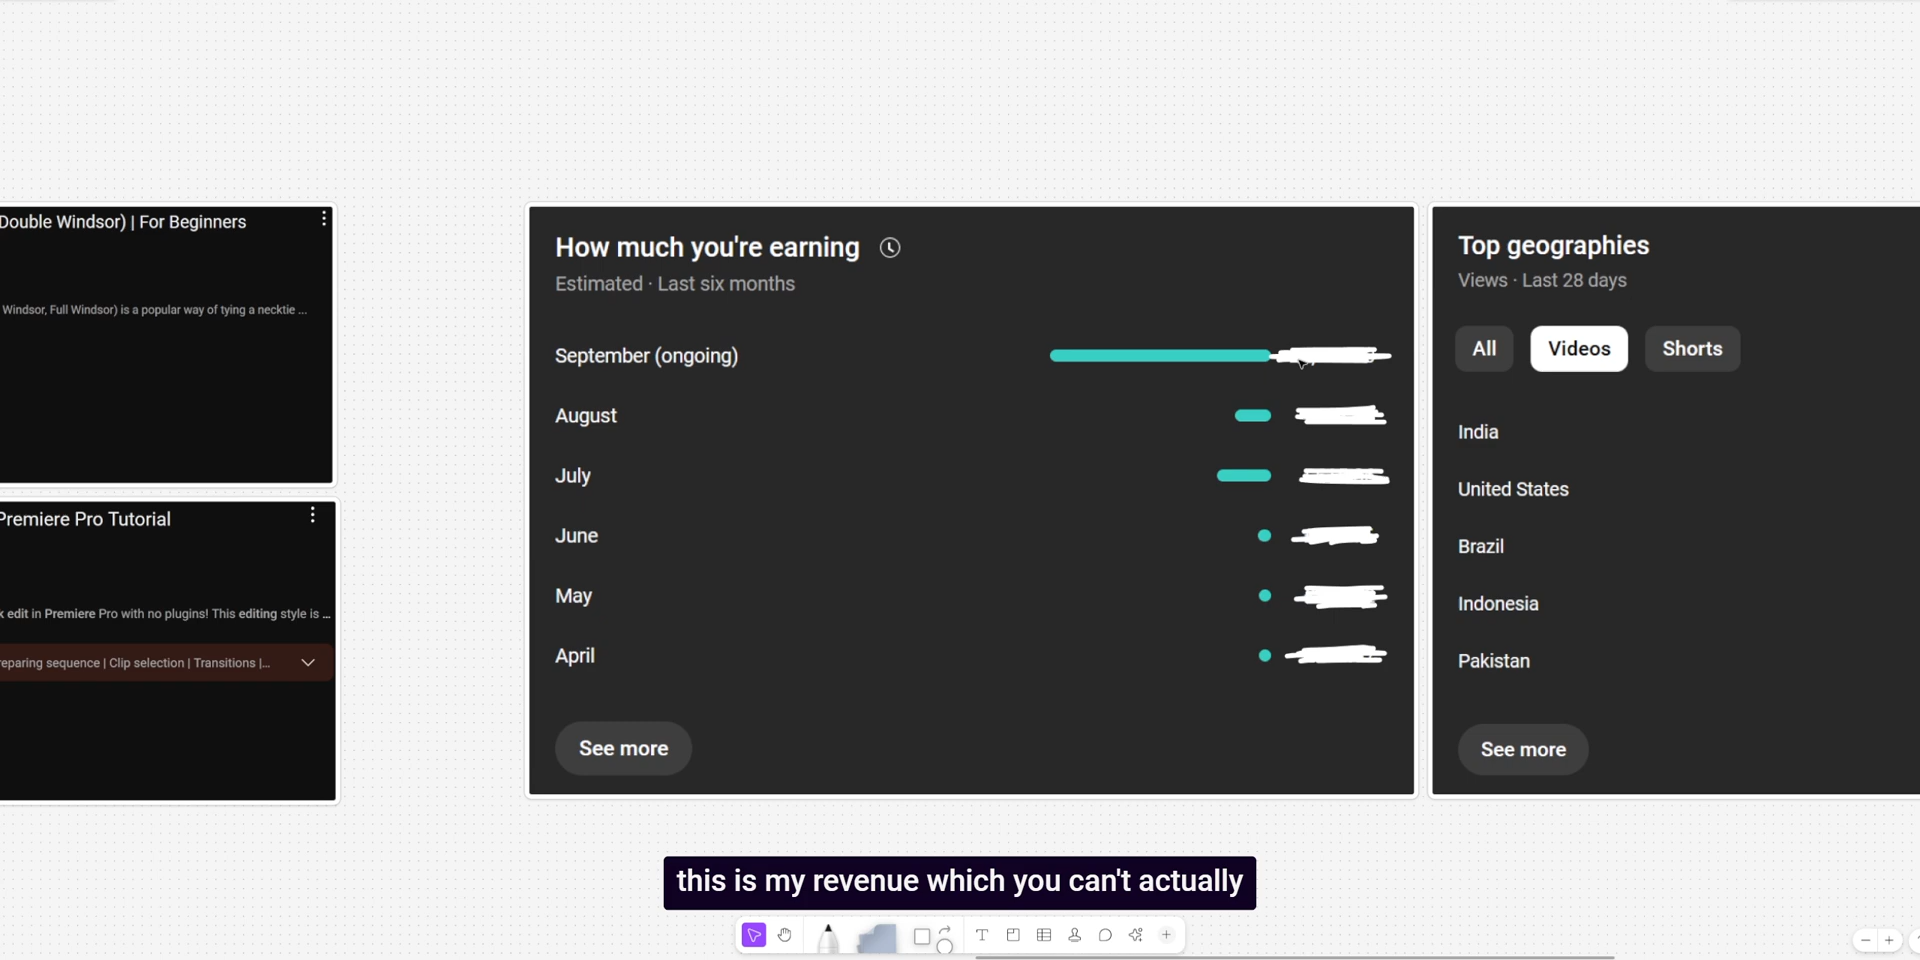 Double Windsor) | For Beginners
Windsor, Full Windsor) is a popular way of tying a necktie ...
Premiere Pro Tutorial
edit in Premiere Pro with no plugins! This editing style is ...
sequence | Clip selection | Transitions |...
How much you're earning
Estimated · Last six months
September (ongoing)
August
July
June
May
April
See more
Top geographies
Views · Last 28 days
All Videos Shorts
India
United States
Brazil
Indonesia
Pakistan
See more
this is my revenue which you can't actually